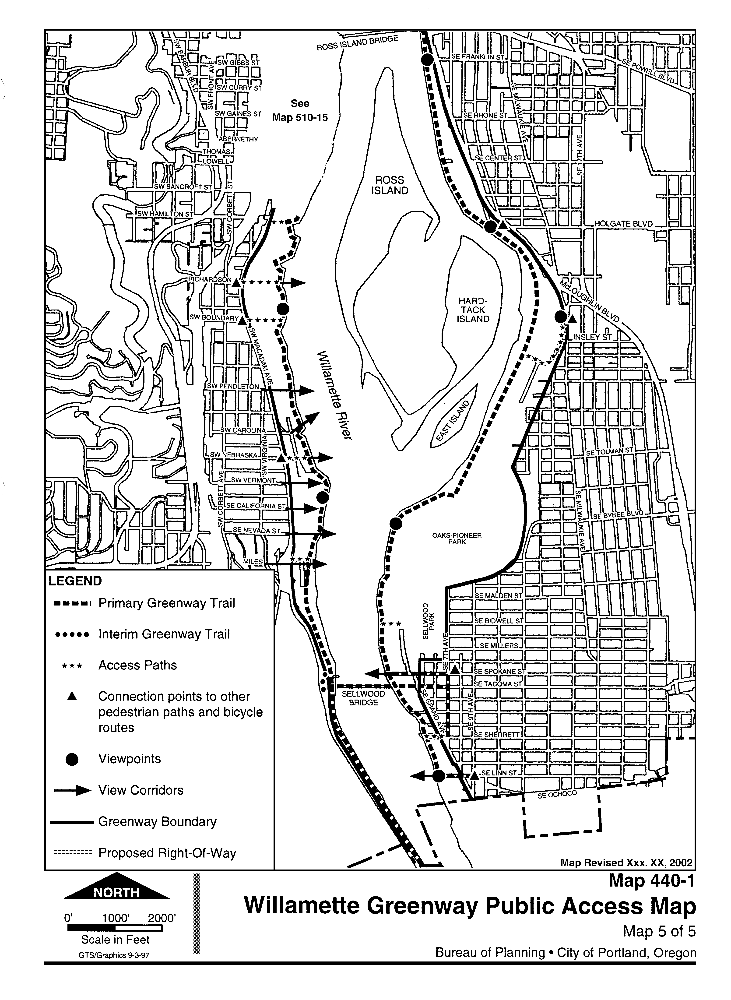 ROSS ISLAND BRIDGE
SW BARBUR BLVD
SW FRONT AVE
SW GIBBS ST
SW CURRY ST
SW GAINES ST
ABERNETHY
THOMAS
LOWELL
SW BANCROFT ST
SW HAMILTON ST
SW CORBETT ST
See
Map 510-15
SE FRANKLIN ST
SE POWELL BLVD
SE MILWAUKIE AVE
SE RHONE ST
SE 17TH AVE
SE CENTER ST
ROSS
ISLAND
HOLGATE BLVD
RICHARDSON
McLOUGHLIN BLVD
HARD-
TACK
ISLAND
SW BOUNDARY
SW MACADAM AVE
LINSLEY ST
Willamette River
SW PENDLETON
EAST ISLAND
SW CAROLINA
SW VIRGINIA
SW NEBRASKA
SE TOLMAN ST
SW VERMONT
SW CORBETT AVE
SE CALIFORNIA ST
SE MILWAUKIE AVE
SE BYBEE BLVD
SE NEVADA ST
OAKS-PIONEER
PARK
MILES
SE MALDEN ST
SELLWOOD
PARK
SE BIDWELL ST
SE 7TH AVE
SE MILLERS
SE SPOKANE ST
SE TACOMA ST
SELLWOOD
BRIDGE
SE GRAND AVE
SE 9TH AVE
SE SHERRETT
SE LINN ST
SE OCHOCO
LEGEND
Primary Greenway Trail
Interim Greenway Trail
Access Paths
Connection points to other
pedestrian paths and bicycle
routes
Viewpoints
View Corridors
Greenway Boundary
Proposed Right-Of-Way
Map Revised Xxx. XX, 2002
NORTH
0' 1000' 2000'
Scale in Feet
GTS/Graphics 9-3-97
Map 440-1
Willamette Greenway Public Access Map
Map 5 of 5
Bureau of Planning • City of Portland, Oregon